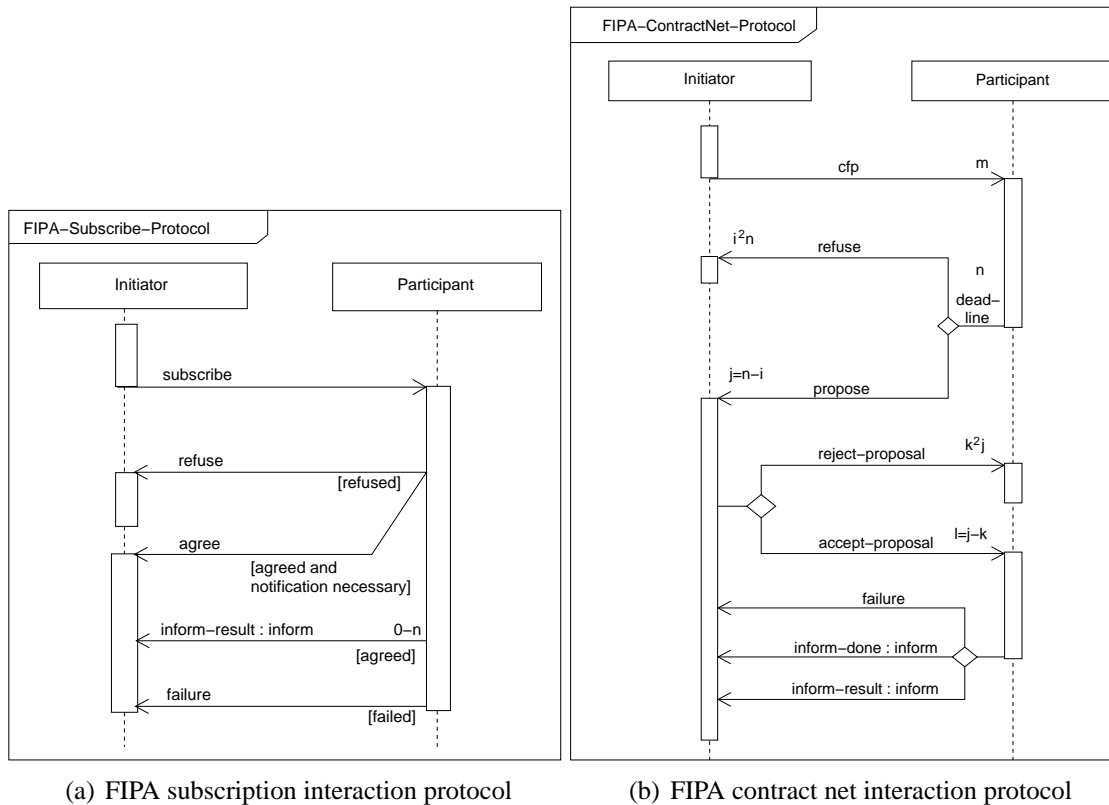 FIPA−Subscribe−Protocol
Initiator
Participant
subscribe
refuse
[refused]
agree
[agreed and
notification necessary]
inform−result : inform
0−n
[agreed]
failure
[failed]
(a) FIPA subscription interaction protocol
FIPA−ContractNet−Protocol
Initiator
Participant
cfp
m
i²n
refuse
n
dead−
line
j=n−i
propose
reject−proposal
k²j
accept−proposal
l=j−k
failure
inform−done : inform
inform−result : inform
(b) FIPA contract net interaction protocol